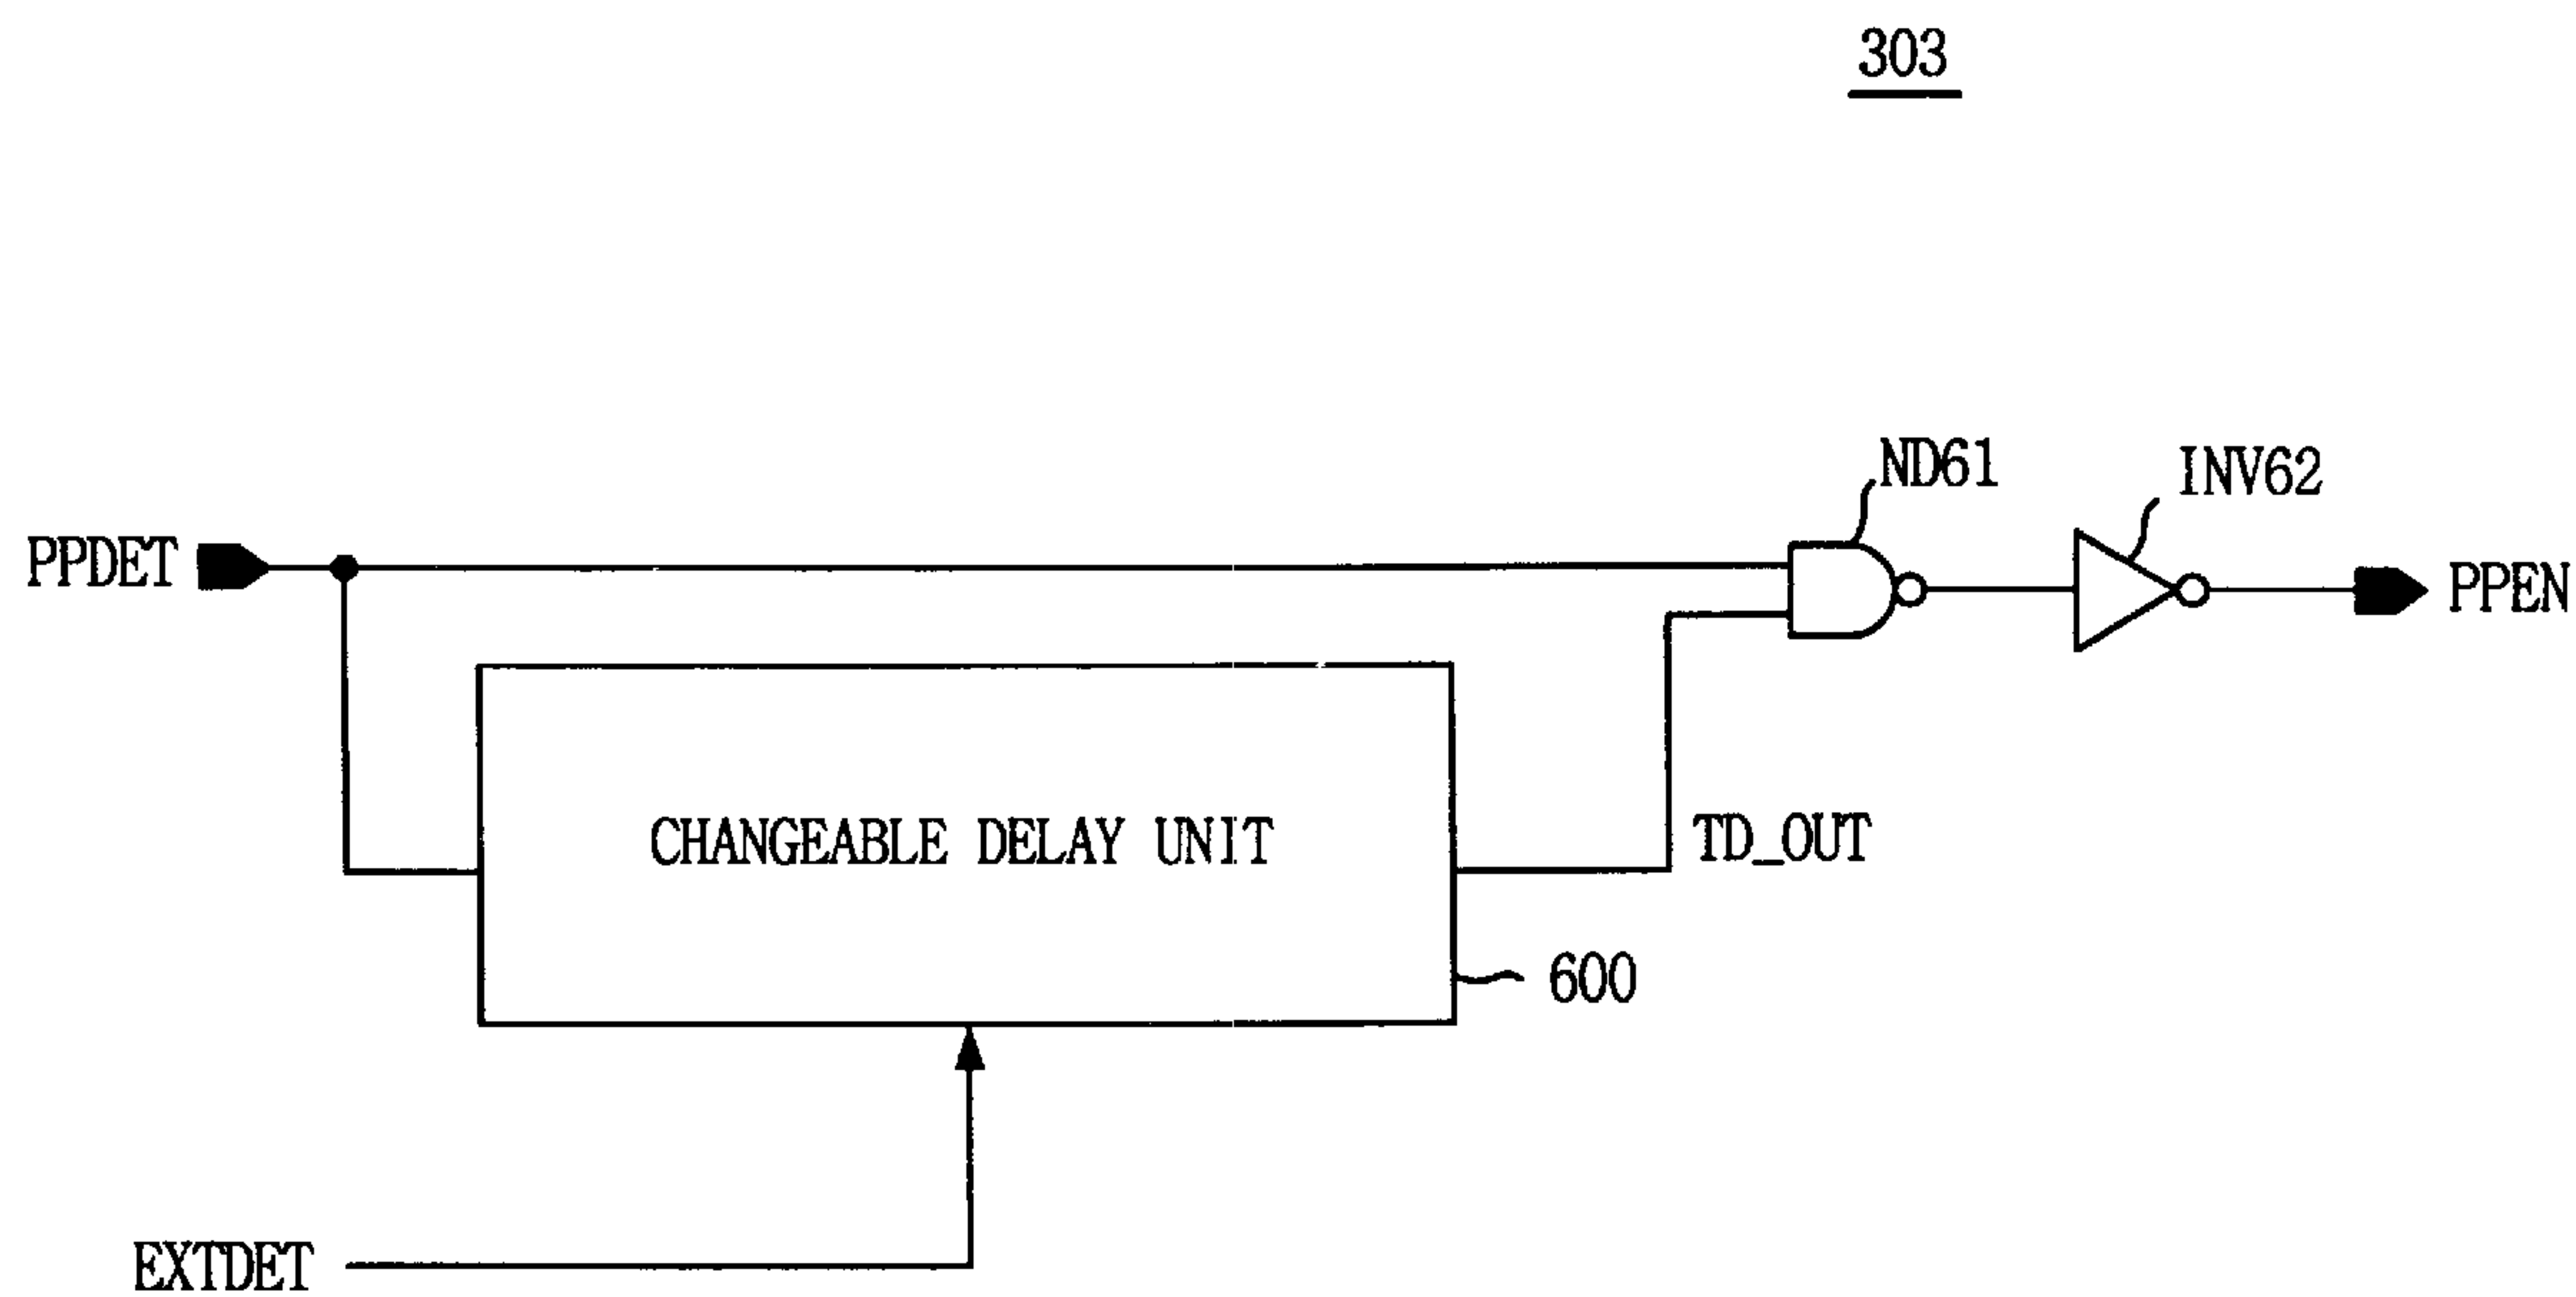 303
ND61
INV62
PPDET
PPEN
CHANGEABLE DELAY UNIT
TD_OUT
600
EXTDET